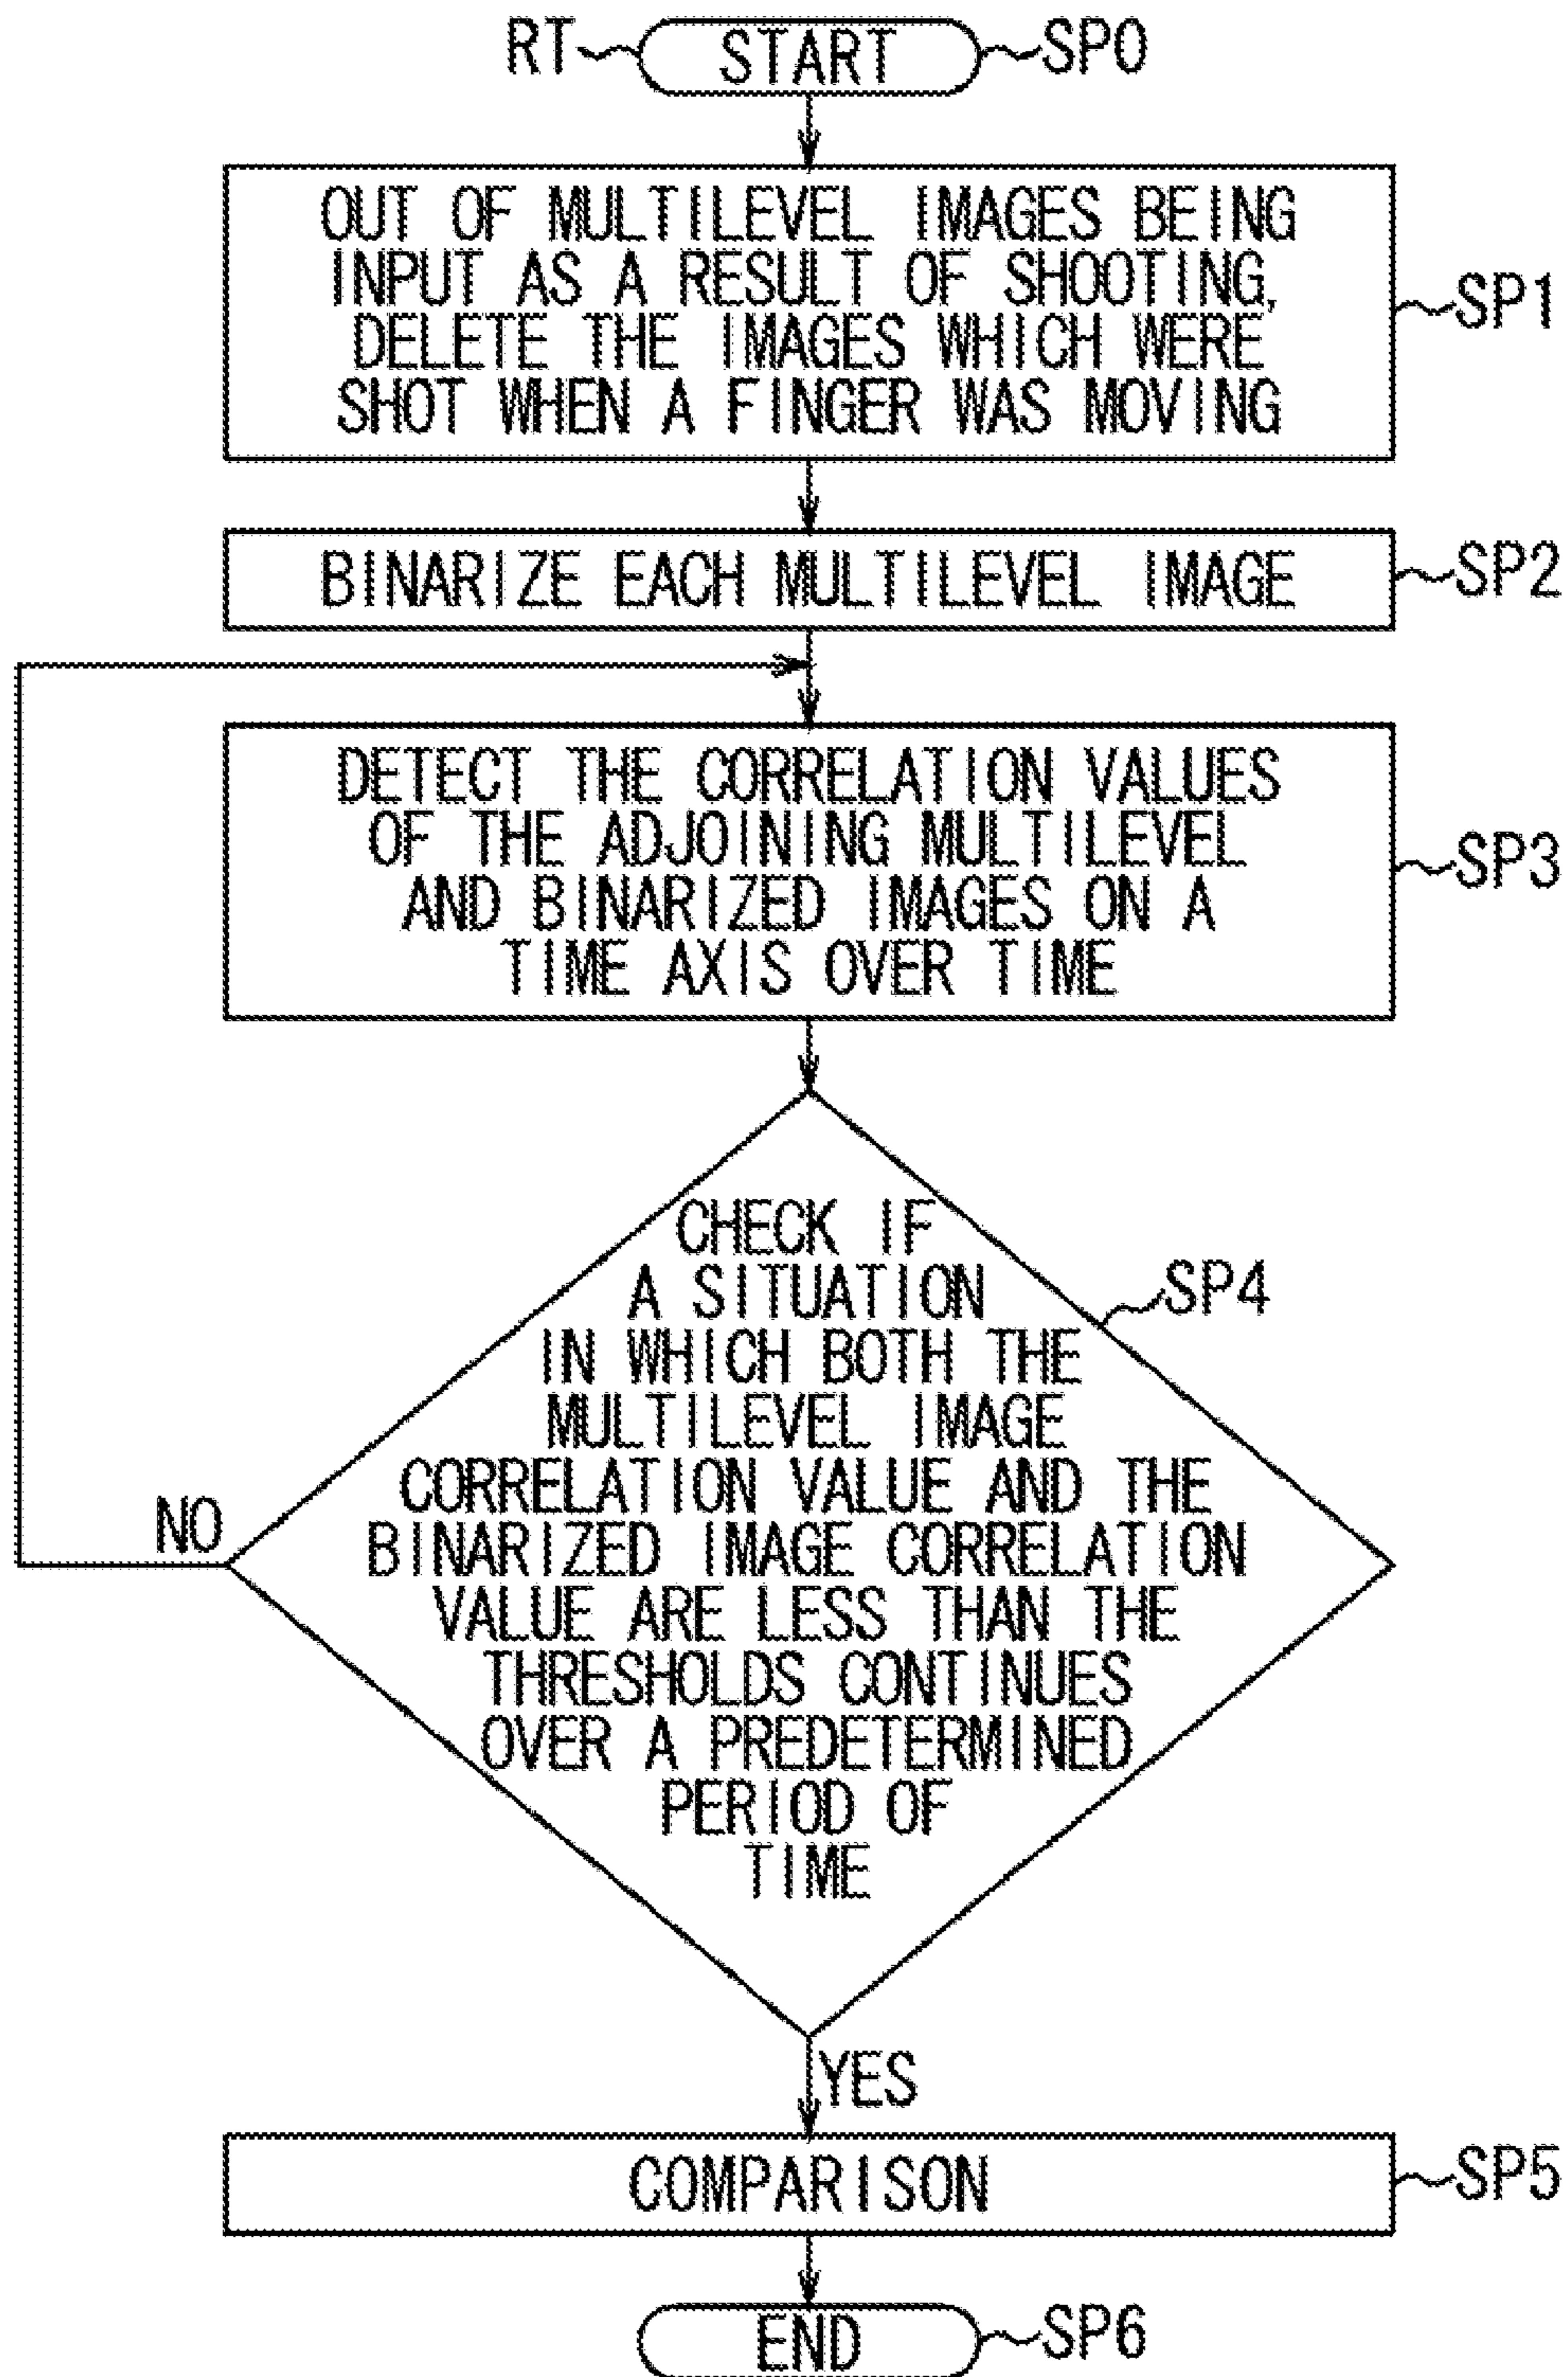 RT START SP0
OUT OF MULTILEVEL IMAGES BEING
INPUT AS A RESULT OF SHOOTING,
DELETE THE IMAGES WHICH WERE
SHOT WHEN A FINGER WAS MOVING
SP1
BINARIZE EACH MULTILEVEL IMAGE
SP2
DETECT THE CORRELATION VALUES
OF THE ADJOINING MULTILEVEL
AND BINARIZED IMAGES ON A
TIME AXIS OVER TIME
SP3
CHECK IF
A SITUATION
IN WHICH BOTH THE
MULTILEVEL IMAGE
CORRELATION VALUE AND THE
BINARIZED IMAGE CORRELATION
VALUE ARE LESS THAN THE
THRESHOLDS CONTINUES
OVER A PREDETERMINED
PERIOD OF
TIME
SP4
NO
YES
COMPARISON
SP5
END SP6